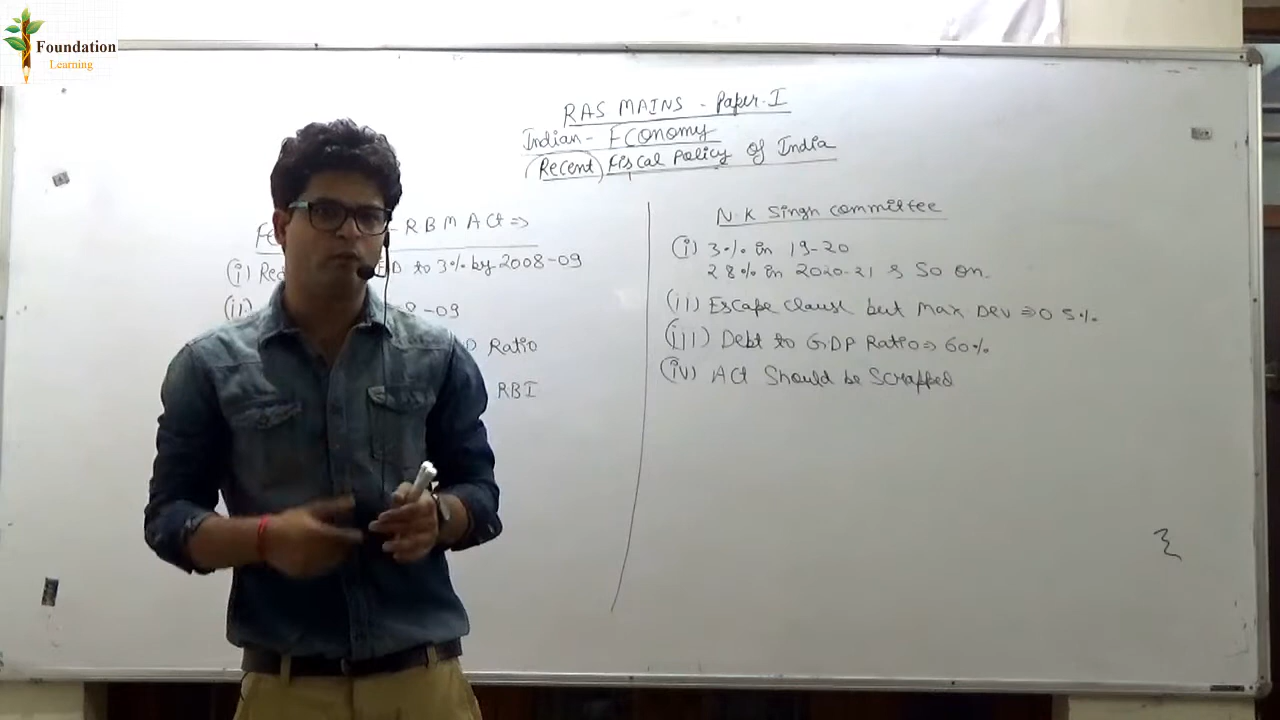 Foundation
Learning
RAS MAINS - Paper-I
Indian - Economy
(Recent) Fiscal Policy of India
RBM Act ⇒
(i) to 3% by 2008-09
(ii) -09
Ratio
RBI
N.K Singh committee
(i) 3% in 19-20
2.8% in 2020-21 & So on.
(ii) Escape clause but max Dev ⇒ 0.5%
(iii) Debt to GDP Ratio ⇒ 60%
(iv) Act Should be Scrapped